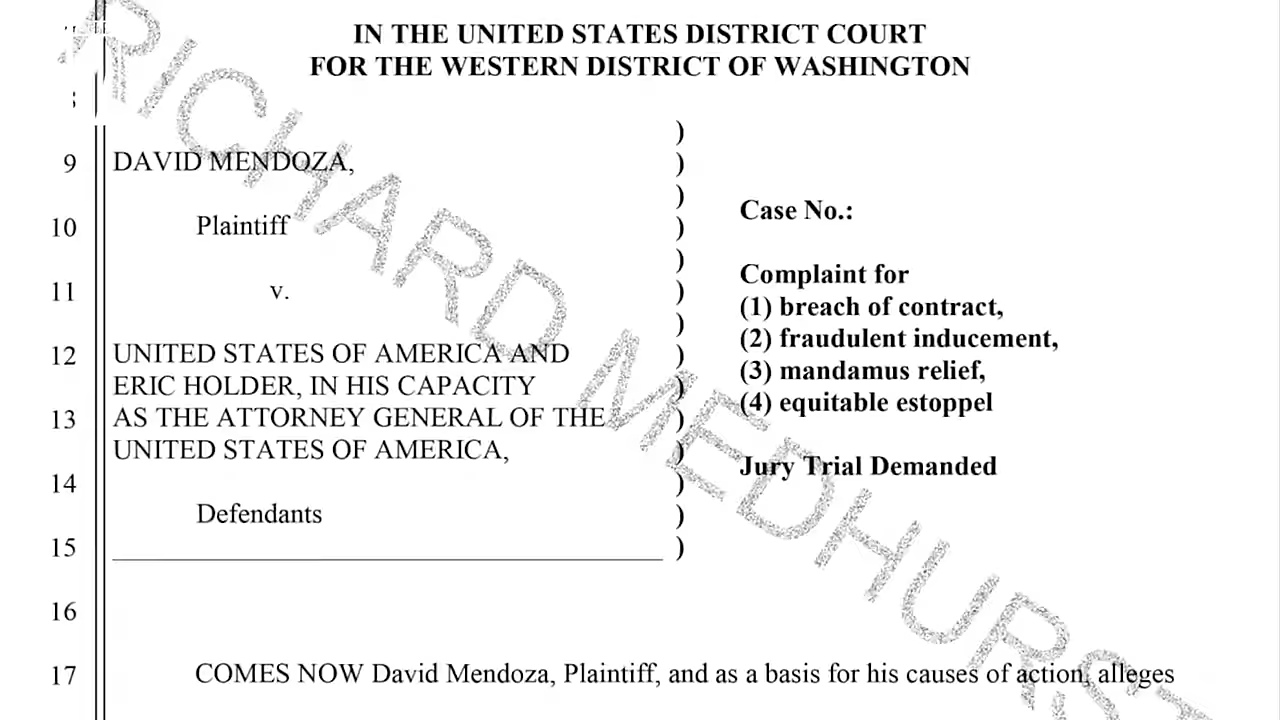 IN THE UNITED STATES DISTRICT COURT
FOR THE WESTERN DISTRICT OF WASHINGTON
)
9 DAVID MENDOZA, )
)
Case No.:
10 Plaintiff )
)
Complaint for
11 v. )
(1) breach of contract,
)
(2) fraudulent inducement,
12 UNITED STATES OF AMERICA AND )
(3) mandamus relief,
ERIC HOLDER, IN HIS CAPACITY )
(4) equitable estoppel
13 AS THE ATTORNEY GENERAL OF THE )
UNITED STATES OF AMERICA, )
Jury Trial Demanded
14 )
Defendants )
15 )
16
17 COMES NOW David Mendoza, Plaintiff, and as a basis for his causes of action, alleges
RICHARD MEDHURST